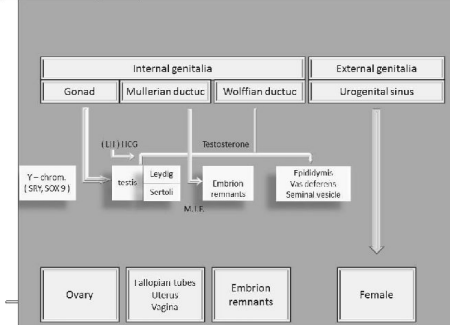 Internal genitalia
External genitalia
Gonad
Mullerian ductuc
Wolffian ductuc
Urogenital sinus
( LH ) HCG
Testosterone
Y – chrom.
( SRY, SOX 9 )
testis
Leydig
Sertoli
Embrion
remnants
Epididymis
Vas deferens
Seminal vesicle
M.I.F.
Ovary
Fallopian tubes
Uterus
Vagina
Embrion
remnants
Female